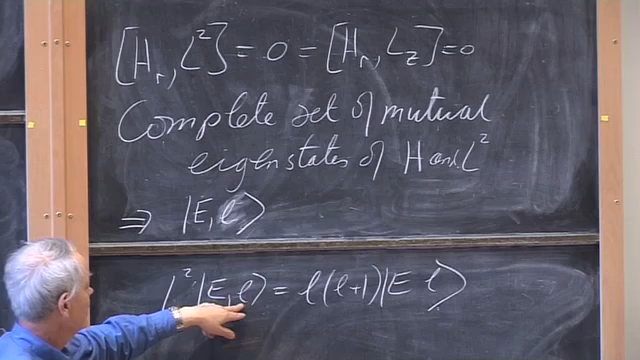 [H_r, L²] = 0 = [H_r, L_z] = 0
Complete set of mutual
eigenstates of H and L²
⇒ |E, l⟩
L² |E, l⟩ = l(l+1)|E l⟩